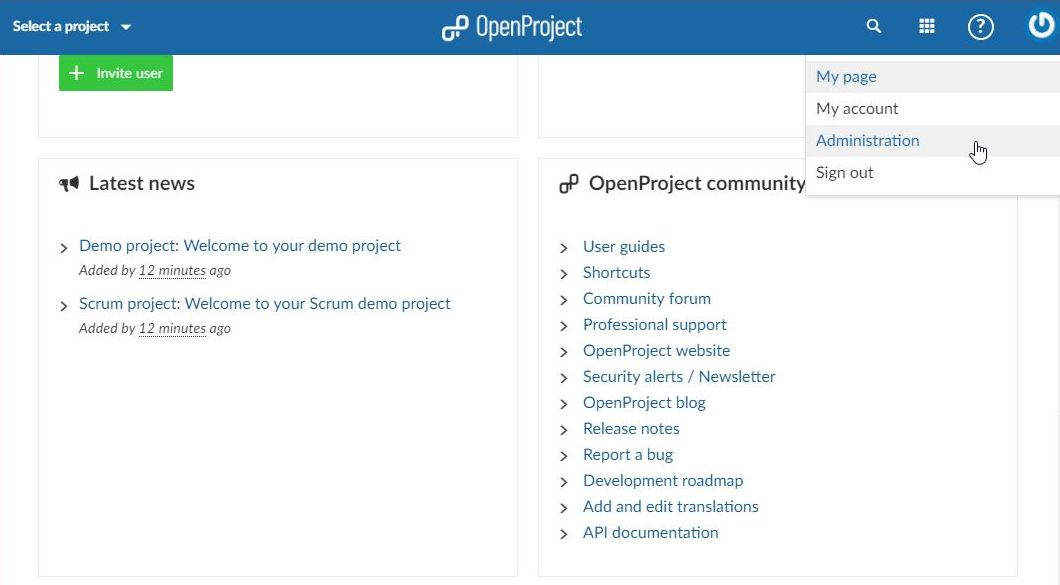 Select a project
OpenProject
?
Invite user
My page
My account
Administration
Sign out
Latest news
Demo project: Welcome to your demo project
Added by 12 minutes ago
Scrum project: Welcome to your Scrum demo project
Added by 12 minutes ago
OpenProject community
User guides
Shortcuts
Community forum
Professional support
OpenProject website
Security alerts / Newsletter
OpenProject blog
Release notes
Report a bug
Development roadmap
Add and edit translations
API documentation